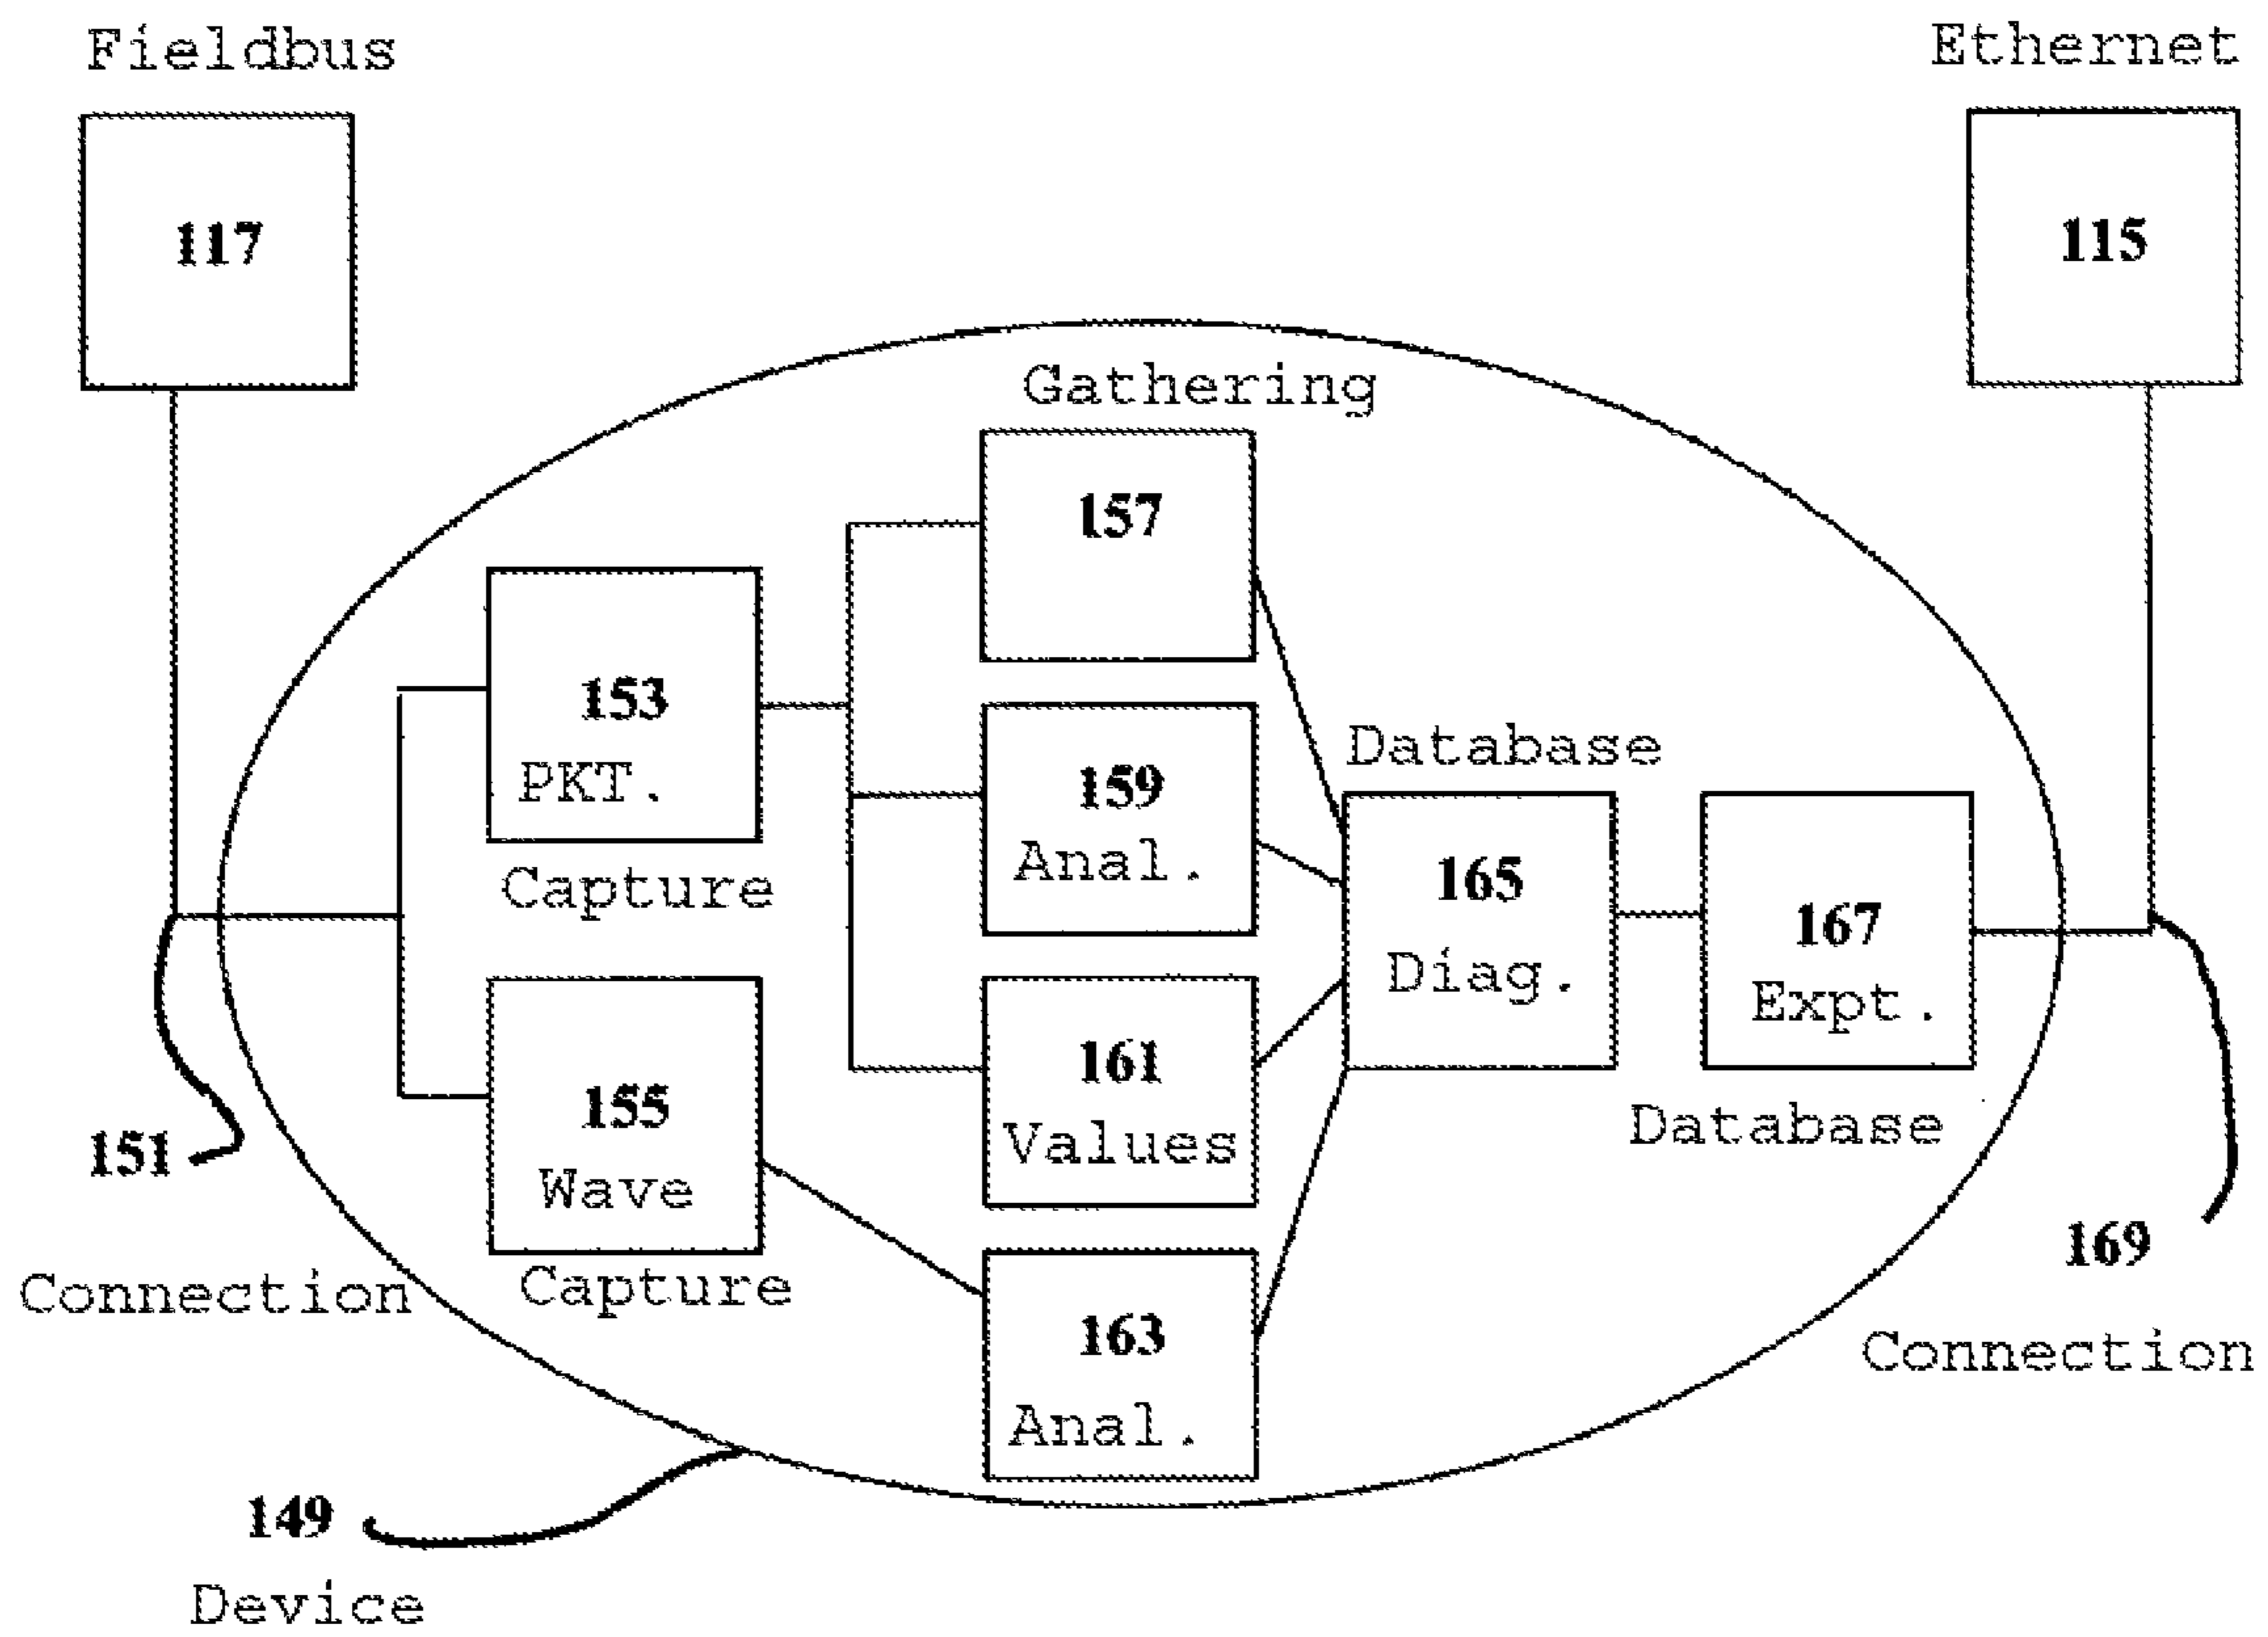 Fieldbus
Ethernet
117
115
Gathering
157
153
PKT.
Capture
159
Anal.
Database
165
Diag.
167
Expt.
Database
161
Values
155
Wave
Capture
151
Connection
163
Anal.
169
Connection
149
Device